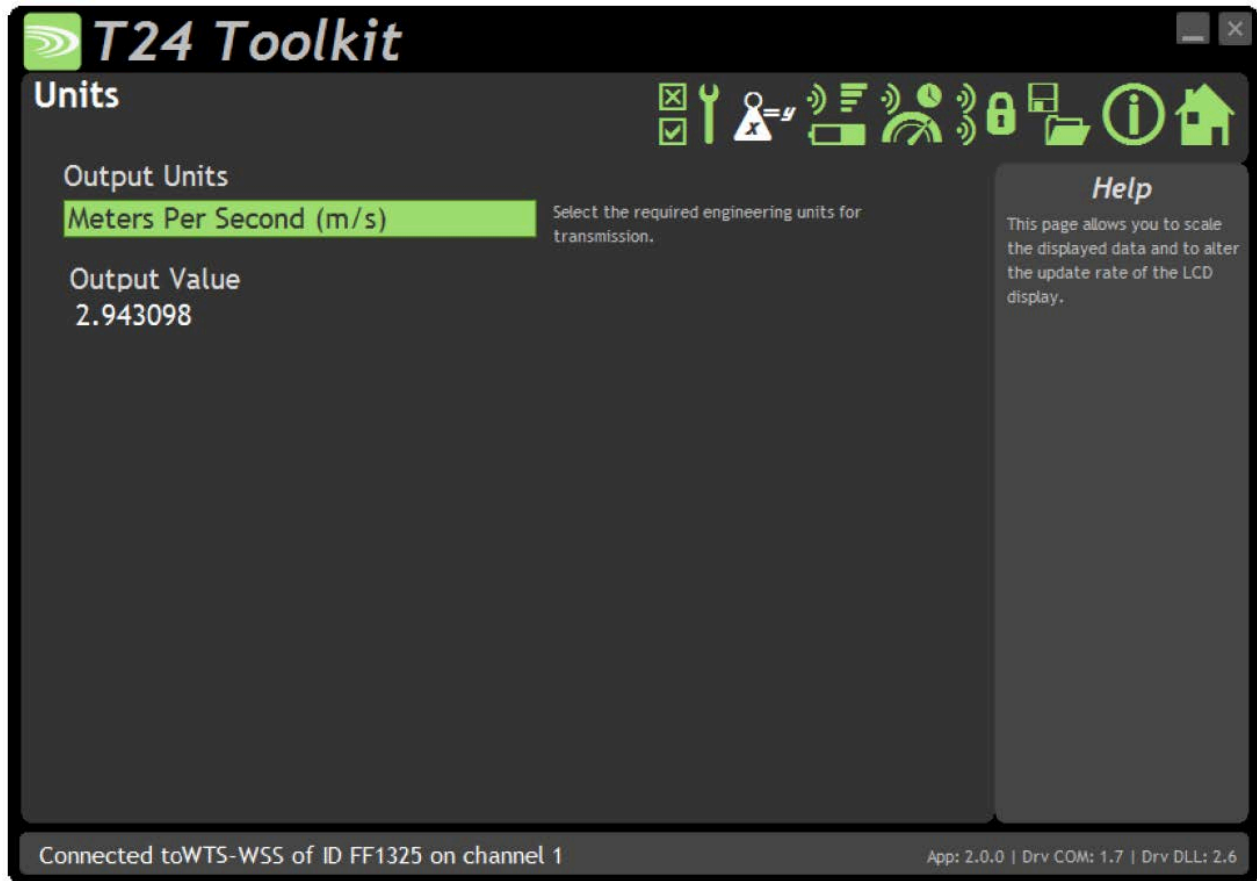 T24 Toolkit
Units
x=y
Output Units
Meters Per Second (m/s)
Select the required engineering units for
transmission.
Output Value
2.943098
Help
This page allows you to scale
the displayed data and to alter
the update rate of the LCD
display.
Connected toWTS-WSS of ID FF1325 on channel 1
App: 2.0.0 | Drv COM: 1.7 | Drv DLL: 2.6